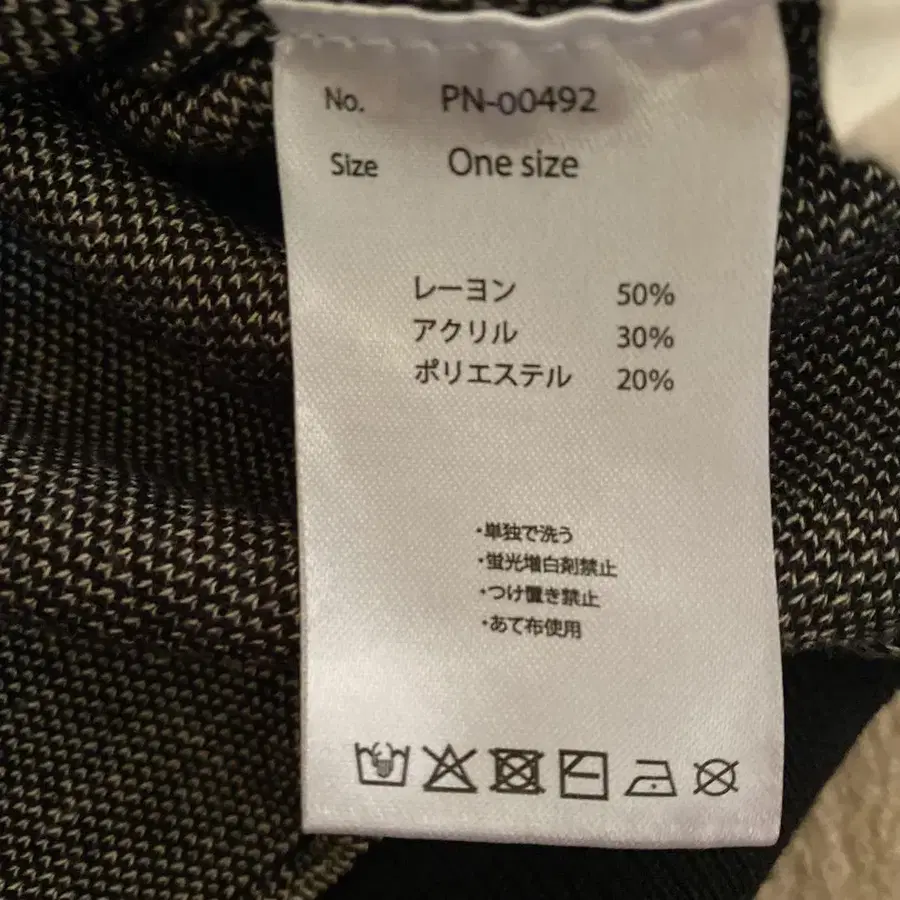 No. PN-00492
Size One size
レーヨン 50%
アクリル 30%
ポリエステル 20%
・単独で洗う
・蛍光増白剤禁止
・つけ置き禁止
・あて布使用